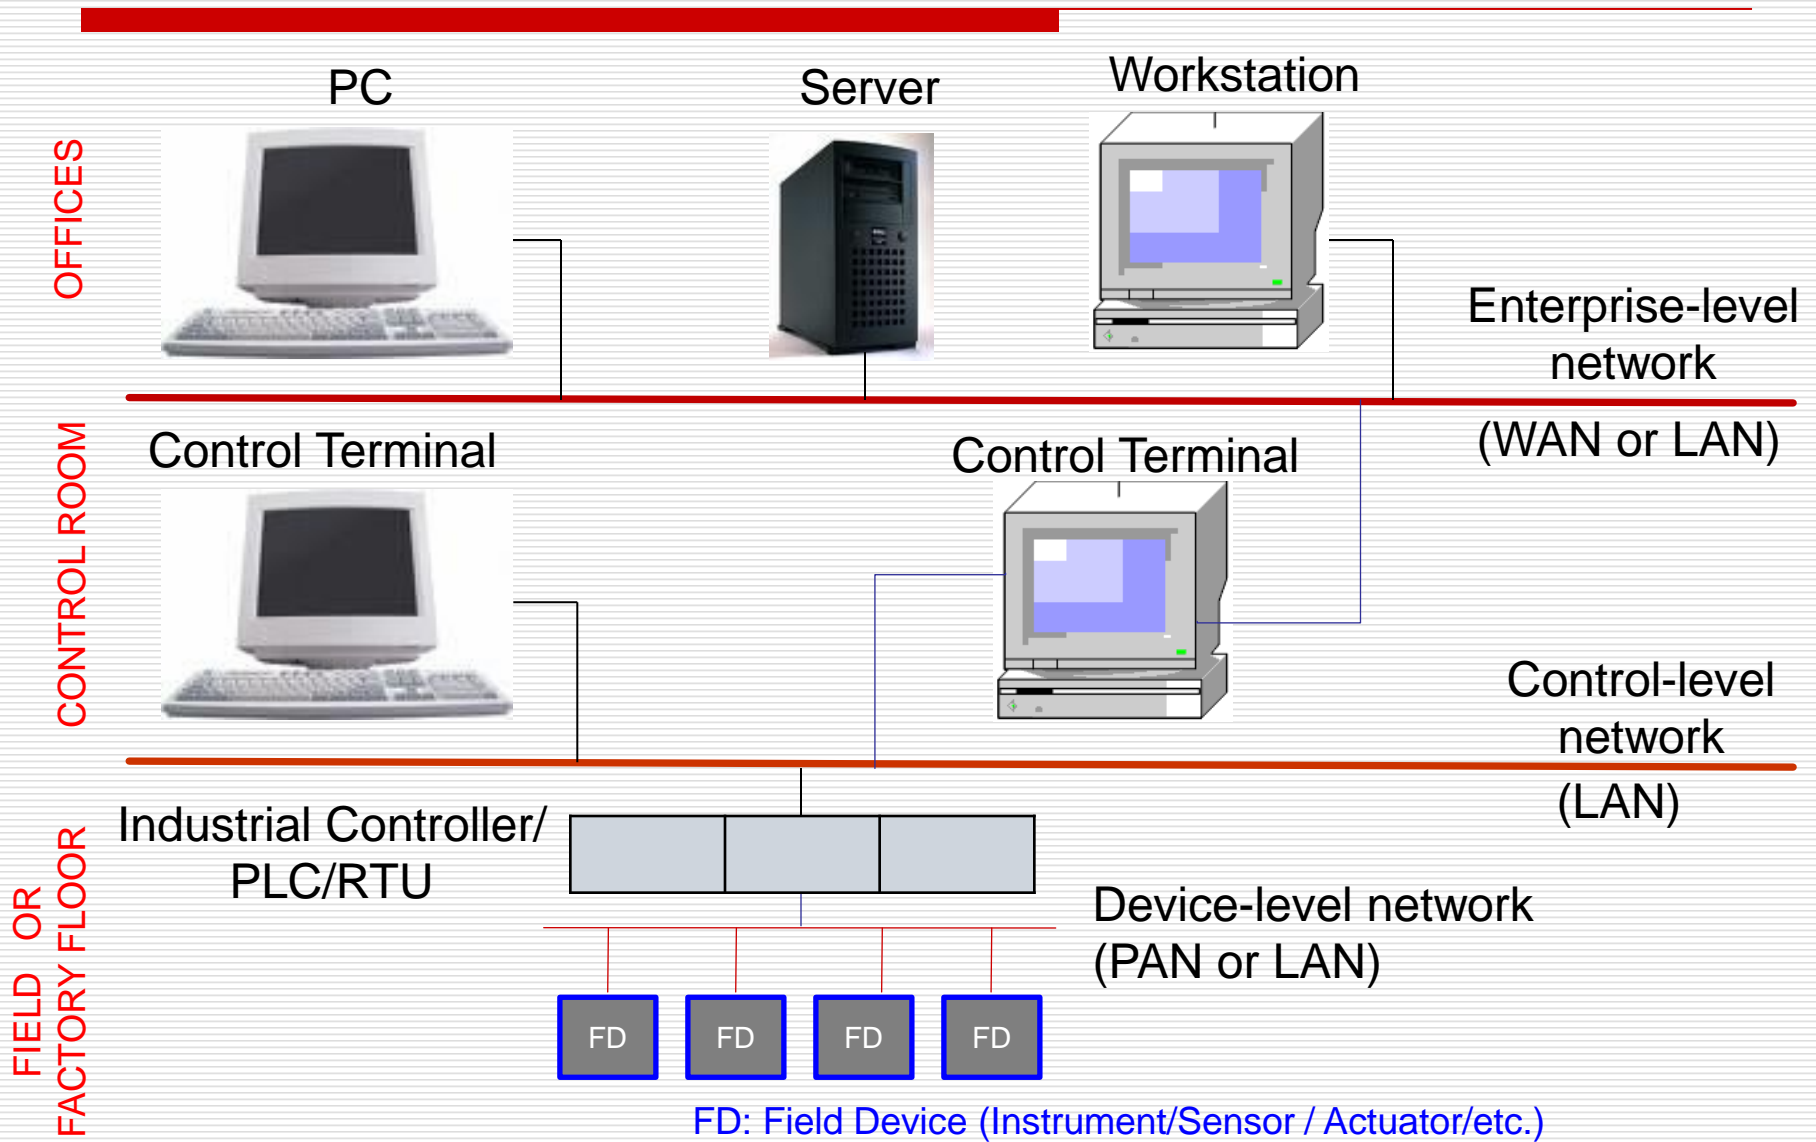 PC
Server
Workstation
OFFICES
Enterprise-level
network
(WAN or LAN)
Control Terminal
Control Terminal
CONTROL ROOM
Control-level
network
(LAN)
Industrial Controller/
PLC/RTU
FIELD OR
FACTORY FLOOR
Device-level network
(PAN or LAN)
FD
FD
FD
FD
FD: Field Device (Instrument/Sensor / Actuator/etc.)